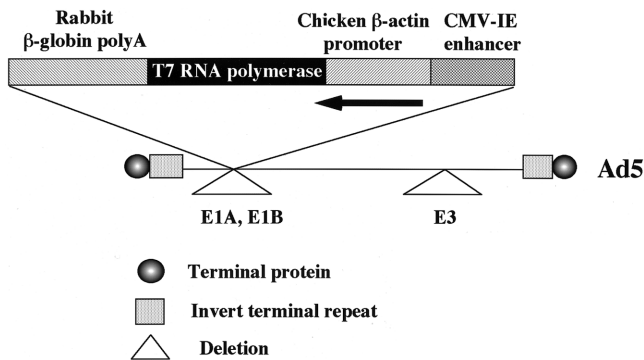 Rabbit
β-globin polyA
Chicken β-actin
promoter
CMV-IE
enhancer
T7 RNA polymerase
Ad5
E1A, E1B
E3
Terminal protein
Invert terminal repeat
Deletion